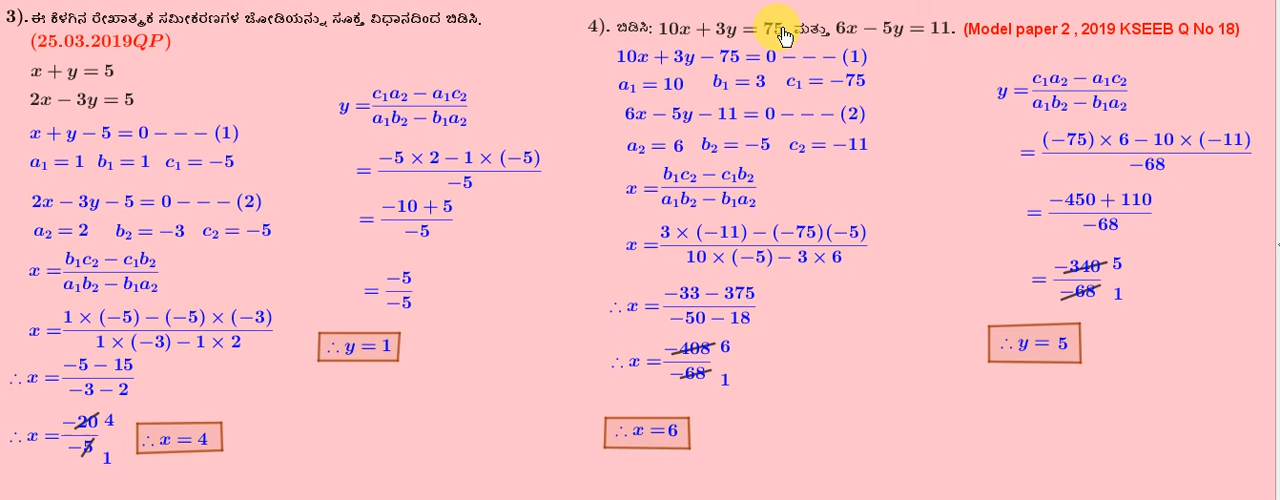 3). ಈ ಕೆಳಗಿನ ರೇಖಾತ್ಮಕ ಸಮೀಕರಣಗಳ ಜೋಡಿಯನ್ನು ಸೂಕ್ತ ವಿಧಾನದಿಂದ ಬಿಡಿಸಿ.
(25.03.2019QP)
x + y = 5
2x − 3y = 5
x + y − 5 = 0 − − − (1)
a₁ = 1 b₁ = 1 c₁ = −5
2x − 3y − 5 = 0 − − − (2)
a₂ = 2 b₂ = −3 c₂ = −5
x = (b₁c₂ − c₁b₂)/(a₁b₂ − b₁a₂)
x = (1 × (−5) − (−5) × (−3))/(1 × (−3) − 1 × 2)
∴ x = (−5 − 15)/(−3 − 2)
∴ x = −20/−5 4 1
∴ x = 4
y = (c₁a₂ − a₁c₂)/(a₁b₂ − b₁a₂)
= (−5 × 2 − 1 × (−5))/(−5)
= (−10 + 5)/(−5)
= −5/−5
∴ y = 1
4). ಬಿಡಿಸಿ: 10x + 3y = 75 ಮತ್ತು 6x − 5y = 11. (Model paper 2 , 2019 KSEEB Q No 18)
10x + 3y − 75 = 0 − − − (1)
a₁ = 10 b₁ = 3 c₁ = −75
6x − 5y − 11 = 0 − − − (2)
a₂ = 6 b₂ = −5 c₂ = −11
x = (b₁c₂ − c₁b₂)/(a₁b₂ − b₁a₂)
x = (3 × (−11) − (−75)(−5))/(10 × (−5) − 3 × 6)
∴ x = (−33 − 375)/(−50 − 18)
∴ x = −408/−68 6 1
∴ x = 6
y = (c₁a₂ − a₁c₂)/(a₁b₂ − b₁a₂)
= ((−75) × 6 − 10 × (−11))/(−68)
= (−450 + 110)/(−68)
= −340/−68 5 1
∴ y = 5